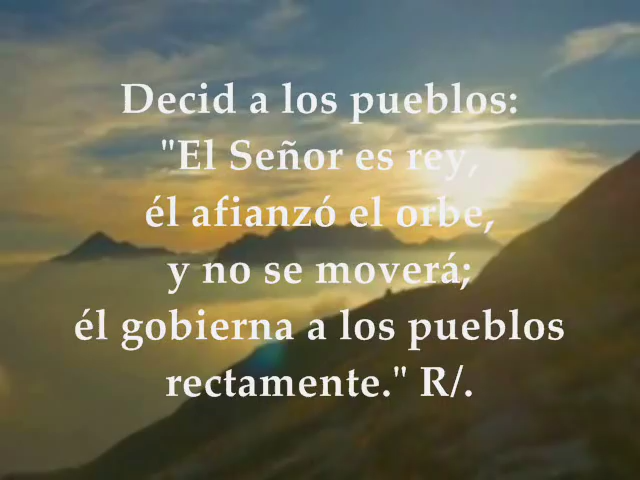 Decid a los pueblos:
"El Señor es rey,
él afianzó el orbe,
y no se moverá;
él gobierna a los pueblos
rectamente." R/.